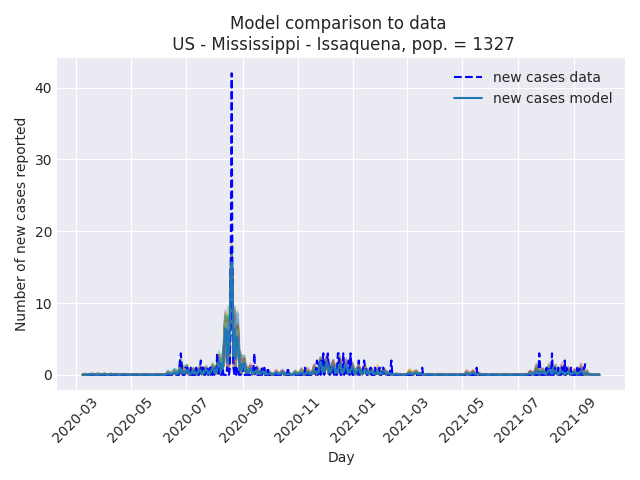 Model comparison to data
US - Mississippi - Issaquena, pop. = 1327
new cases data
new cases model
Number of new cases reported
40
30
20
10
0
2020-03
2020-05
2020-07
2020-09
2020-11
2021-01
2021-03
2021-05
2021-07
2021-09
Day